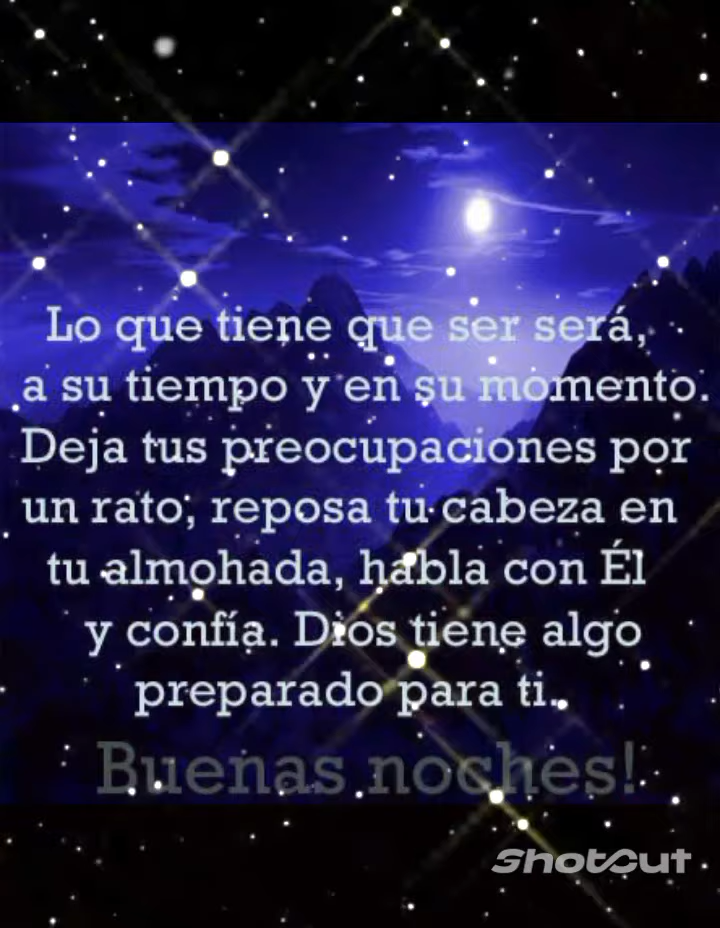 Lo que tiene que ser será,
a su tiempo y en su momento.
Deja tus preocupaciones por
un rato, reposa tu cabeza en
tu almohada, habla con Él
y confía. Dios tiene algo
preparado para ti..
Buenas noches!
ShotCut